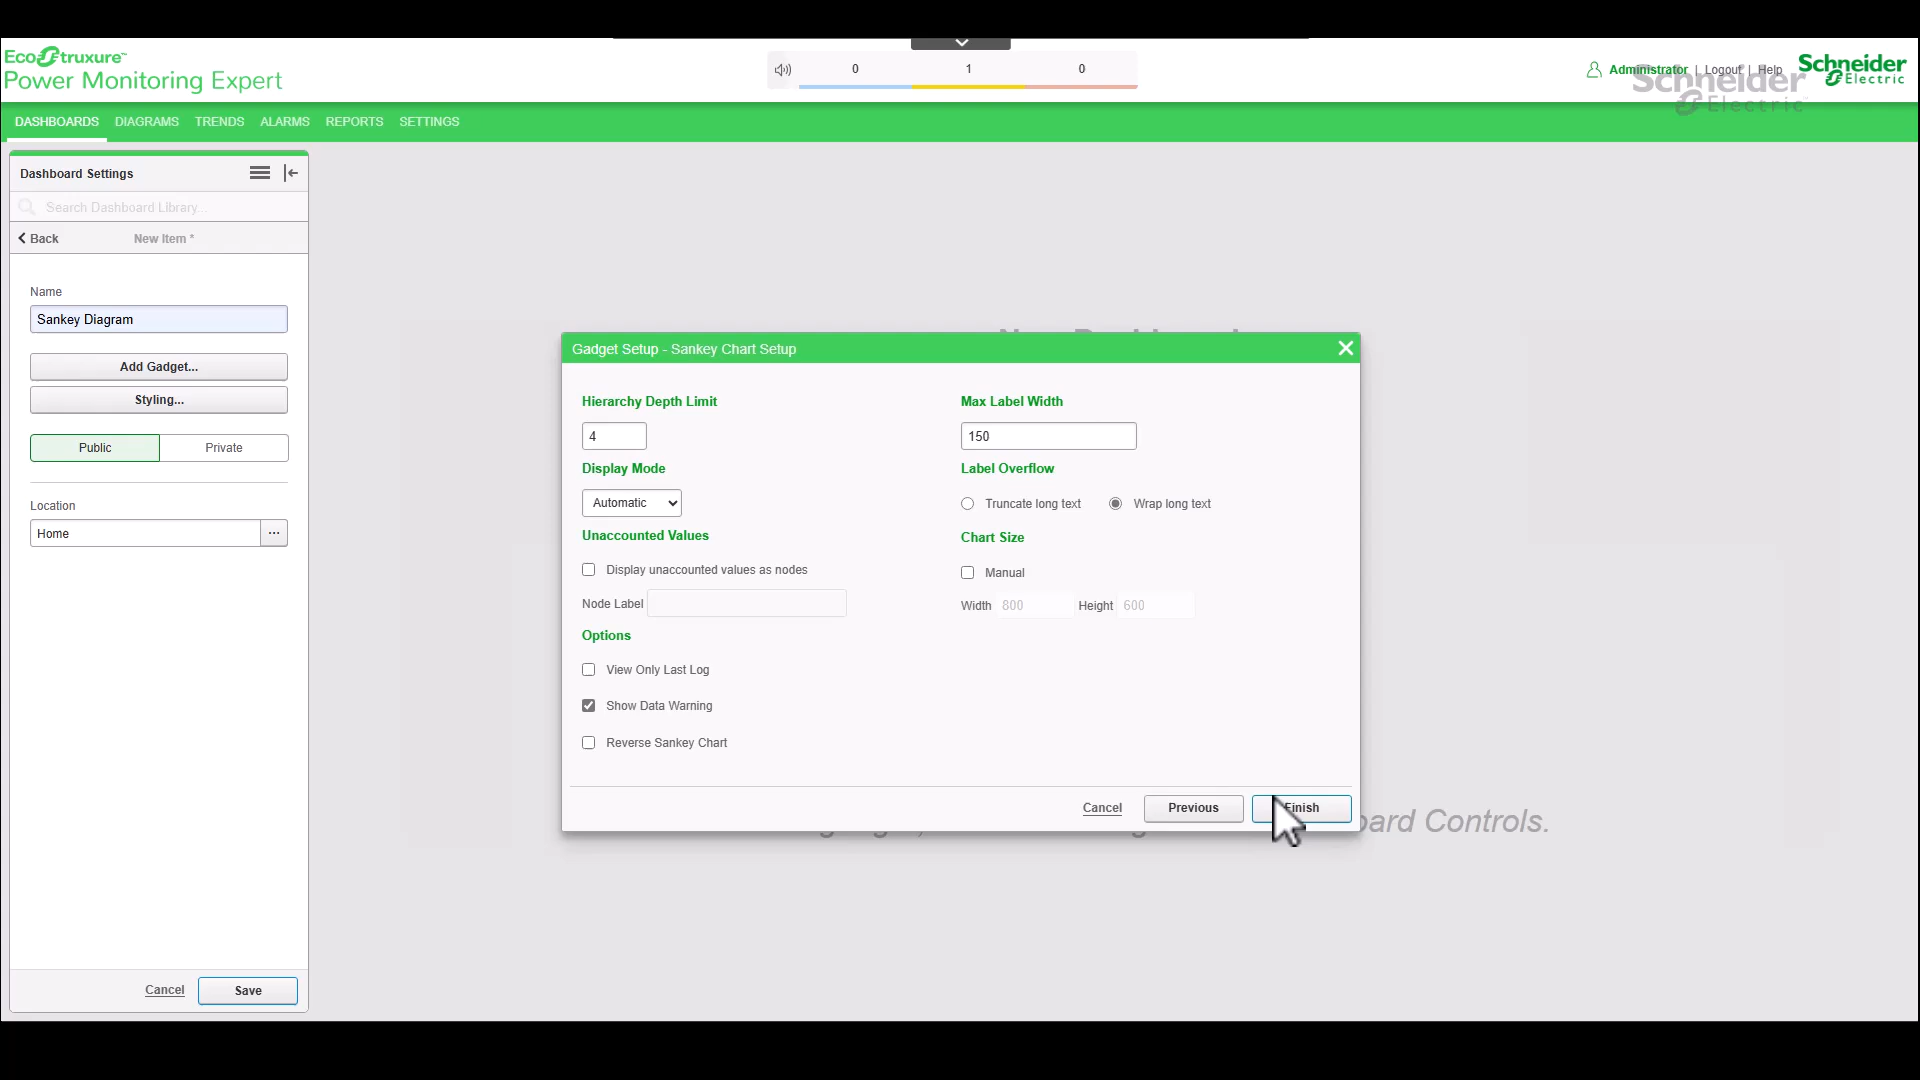 EcoStruxure™
Power Monitoring Expert
0 1 0
Administrator | Logout | Help
Schneider
Electric
Schneider
Electric
DASHBOARDS DIAGRAMS TRENDS ALARMS REPORTS SETTINGS
Dashboard Settings
Search Dashboard Library...
Back New Item *
Name
Sankey Diagram
Add Gadget...
Styling...
Public Private
Location
Home ...
Cancel Save
Gadget Setup - Sankey Chart Setup
Hierarchy Depth Limit
4
Display Mode
Automatic
Unaccounted Values
Display unaccounted values as nodes
Node Label
Options
View Only Last Log
Show Data Warning
Reverse Sankey Chart
Max Label Width
150
Label Overflow
Truncate long text Wrap long text
Chart Size
Manual
Width 800 Height 600
Cancel Previous Finish
Controls.